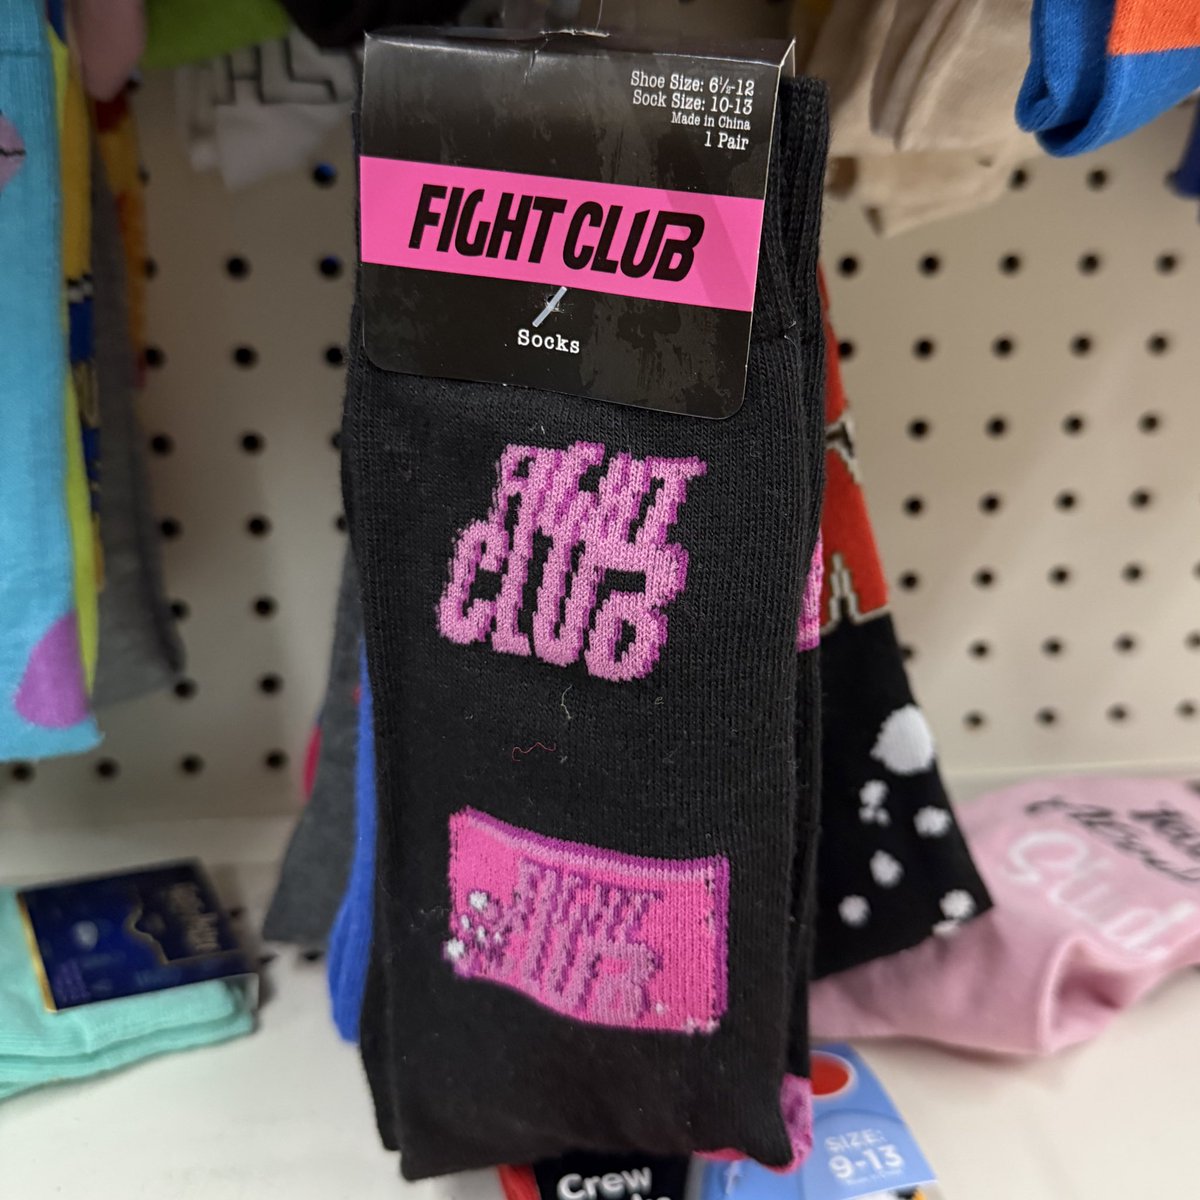 Shoe Size: 6½-12
Sock Size: 10-13
Made in China
1 Pair
FIGHT CLUB
Socks
FIGHT
CLUB
FIGHT
CLUB
SIZE:
9-13
Crew